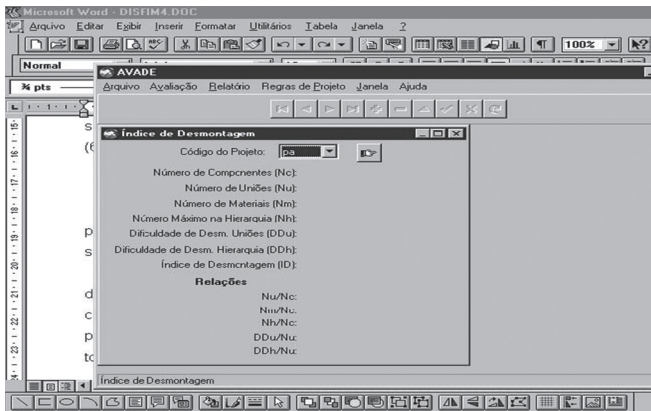 Microsoft Word - DISFIM4.DOC
Arquivo Editar Exibir Inserir Formatar Utilitários Tabela Janela ?
100%
Normal
AVADE
¾ pts
Arquivo Avaliação Relatório Regras de Projeto Janela Ajuda
Índice de Desmontagem
Código do Projeto: pa
Número de Componentes (Nc):
Número de Uniões (Nu):
Número de Materiais (Nm):
Número Máximo na Hierarquia (Nh):
Dificuldade de Desm. Uniões (DDu):
Dificuldade de Desm. Hierarquia (DDh):
Índice de Desmontagem (ID):
Relações
Nu/Nc:
Nm/Nc:
Nh/Nc:
DDu/Nu:
DDh/Nu:
Índice de Desmontagem